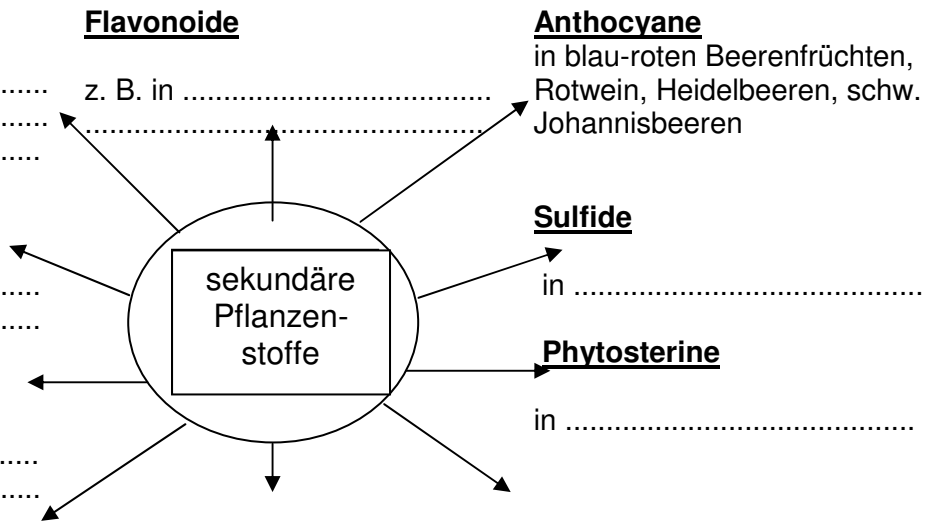 Flavonoide
z. B. in ......................................
.................................................
Anthocyane
in blau-roten Beerenfrüchten,
Rotwein, Heidelbeeren, schw.
Johannisbeeren
......
......
.....
Sulfide
in ...........................................
sekundäre
Pflanzen-
stoffe
.....
.....
Phytosterine
in ...........................................
.....
.....